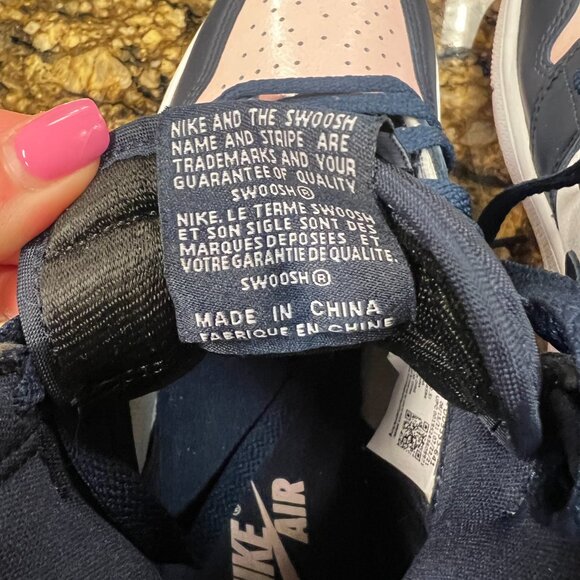 NIKE AND THE SWOOSH
NAME AND STRIPE ARE
TRADEMARKS AND YOUR
GUARANTEE OF QUALITY
SWOOSH®
NIKE. LE TERME SWOOSH
ET SON SIGLE SONT DES
MARQUES DEPOSEES ET
VOTRE GARANTIE DE QUALITE.
SWOOSH®
MADE IN CHINA
FABRIQUE EN CHINE
NIKE
AIR